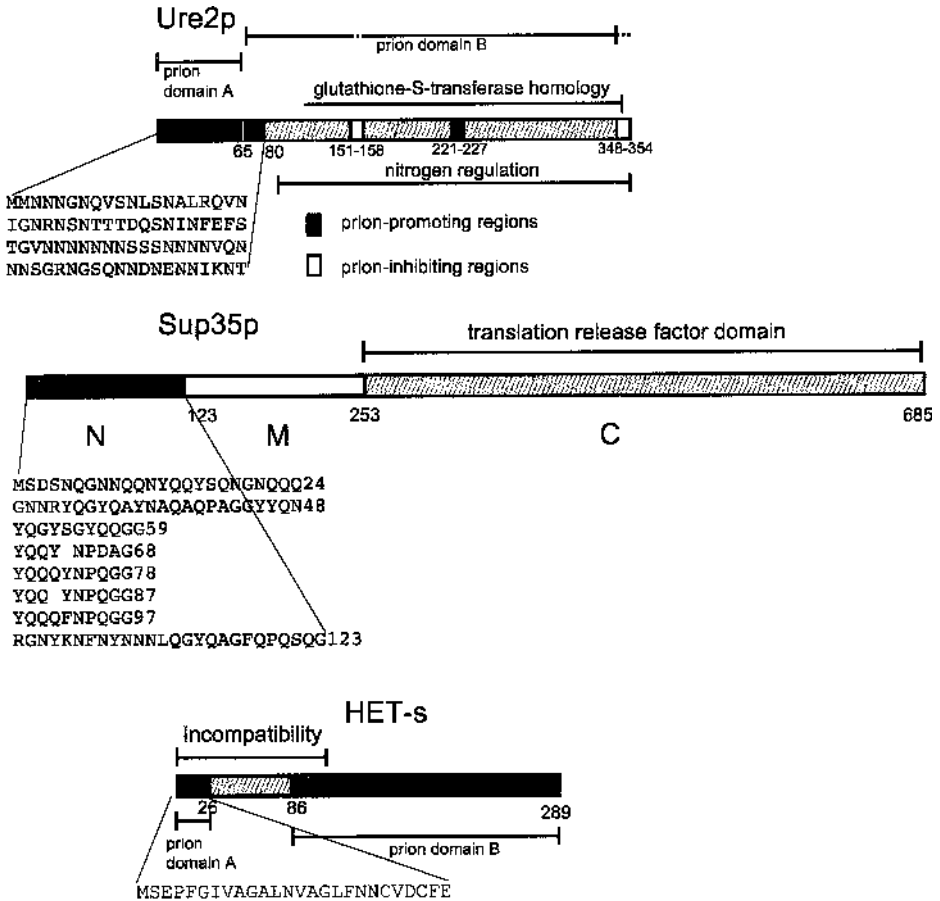 Ure2p
prion domain B
prion
domain A
glutathione-S-transferase homology
65 80 151-158 221-227 348-354
nitrogen regulation
MMNNNGNQVSNLSNALRQVN
IGNRNSNTTTDQSNINFEFS
TGVNNNNNNNSSSNNNNVQN
NNSGRNGSQNNDNENNIKNT
prion-promoting regions
prion-inhibiting regions
Sup35p
translation release factor domain
123 253 685
N M C
MSDSNQGNNQQNYQQYSQNGNQQQ24
GNNRYQGYQAYNAQAQPAGGYYQN48
YQGYSGYQQGG59
YQQY NPDAG68
YQQQYNPQGG78
YQQ YNPQGG87
YQQQFNPQGG97
RGNYKNFNYNNNLQGYQAGFQPQSQG123
HET-s
Incompatibility
25 86 289
prion
domain A
prion domain B
MSEPFGIVAGALNVAGLFNNCVDCFE